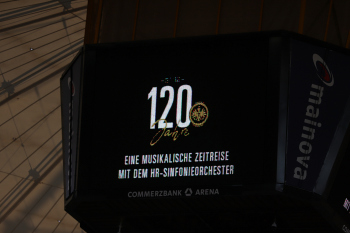 120
Jahre
EINE MUSIKALISCHE ZEITREISE
MIT DEM HR-SINFONIEORCHESTER
COMMERZBANK ARENA
mainova